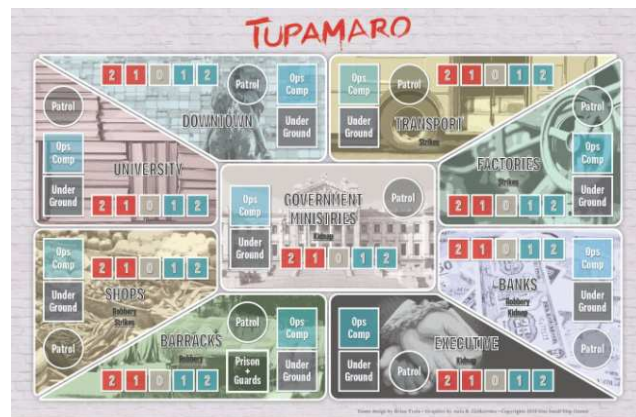 TUPAMARO
2 1 0 1 2
Patrol
Ops
Comp
Under
Ground
DOWNTOWN
2 1 0 1 2
Ops
Comp
Patrol
Under
Ground
TRANSPORT
Strikes
Patrol
Ops
Comp
Under
Ground
UNIVERSITY
2 1 0 1 2
Patrol
Ops
Comp
Under
Ground
FACTORIES
Strikes
2 1 0 1 2
Ops
Comp
Under
Ground
GOVERNMENT
MINISTRIES
Kidnap
Patrol
2 1 0 1 2
Ops
Comp
Under
Ground
2 1 0 1 2
SHOPS
Robbery
Strikes
Patrol
2 1 0 1 2
Ops
Comp
Under
Ground
BANKS
Robbery
Kidnap
Patrol
Patrol
Ops
Comp
BARRACKS
Robbery
Prison
+
Guards
Under
Ground
2 1 0 1 2
Ops
Comp
Under
Ground
EXECUTIVE
Kidnap
Patrol
2 1 0 1 2